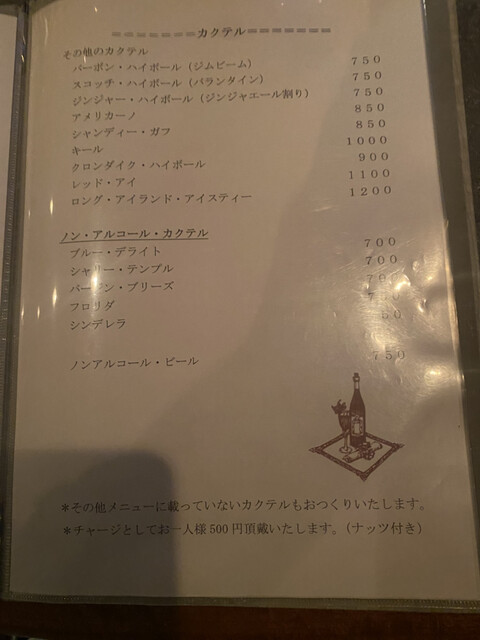 ＝＝＝＝＝＝＝カクテル＝＝＝＝＝＝＝
その他のカクテル
バーボン・ハイボール（ジムビーム） 750
スコッチ・ハイボール（バランタイン） 750
ジンジャー・ハイボール（ジンジャエール割り） 750
アメリカーノ 850
シャンディー・ガフ 850
キール 1000
クロンダイク・ハイボール 900
レッド・アイ 1100
ロング・アイランド・アイスティー 1200
ノン・アルコール・カクテル
ブルー・デライト 700
シャリー・テンプル 700
バージン・ブリーズ
フロリダ
シンデレラ
ノンアルコール・ビール 750
＊その他メニューに載っていないカクテルもおつくりいたします。
＊チャージとしてお一人様500円頂戴いたします。（ナッツ付き）